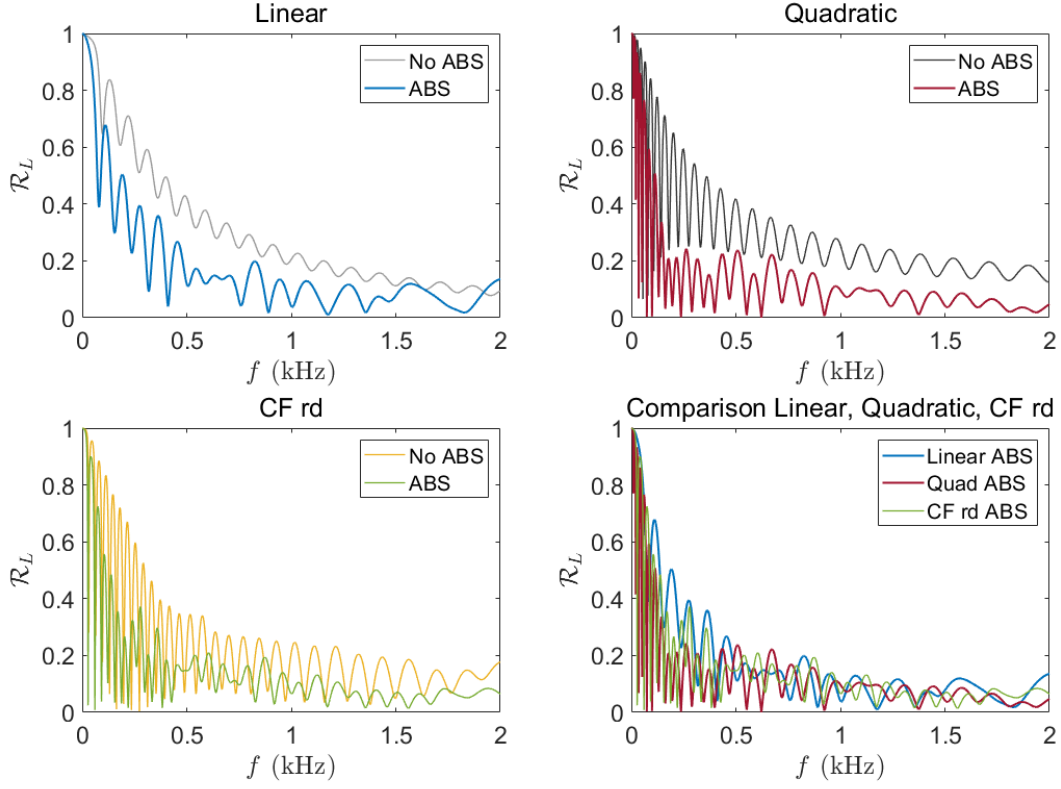 Linear
1
0.8
0.6
0.4
0.2
0
0
0.5
1
1.5
2
ℛ_L
f (kHz)
No ABS
ABS
Quadratic
1
0.8
0.6
0.4
0.2
0
0
0.5
1
1.5
2
ℛ_L
f (kHz)
No ABS
ABS
CF rd
1
0.8
0.6
0.4
0.2
0
0
0.5
1
1.5
2
ℛ_L
f (kHz)
No ABS
ABS
Comparison Linear, Quadratic, CF rd
1
0.8
0.6
0.4
0.2
0
0
0.5
1
1.5
2
ℛ_L
f (kHz)
Linear ABS
Quad ABS
CF rd ABS